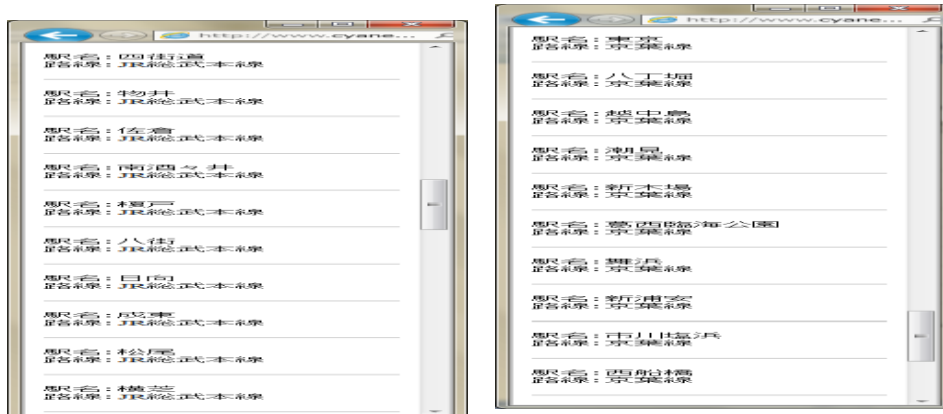 http://www.cyane...
駅名：四街道
路線：JR総武本線
駅名：物井
路線：JR総武本線
駅名：佐倉
路線：JR総武本線
駅名：南酒々井
路線：JR総武本線
駅名：榎戸
路線：JR総武本線
駅名：八街
路線：JR総武本線
駅名：日向
路線：JR総武本線
駅名：成東
路線：JR総武本線
駅名：松尾
路線：JR総武本線
駅名：横芝
路線：JR総武本線
http://www.cyane...
駅名：東京
路線：京葉線
駅名：八丁堀
路線：京葉線
駅名：越中島
路線：京葉線
駅名：潮見
路線：京葉線
駅名：新木場
路線：京葉線
駅名：葛西臨海公園
路線：京葉線
駅名：舞浜
路線：京葉線
駅名：新浦安
路線：京葉線
駅名：市川塩浜
路線：京葉線
駅名：西船橋
路線：京葉線